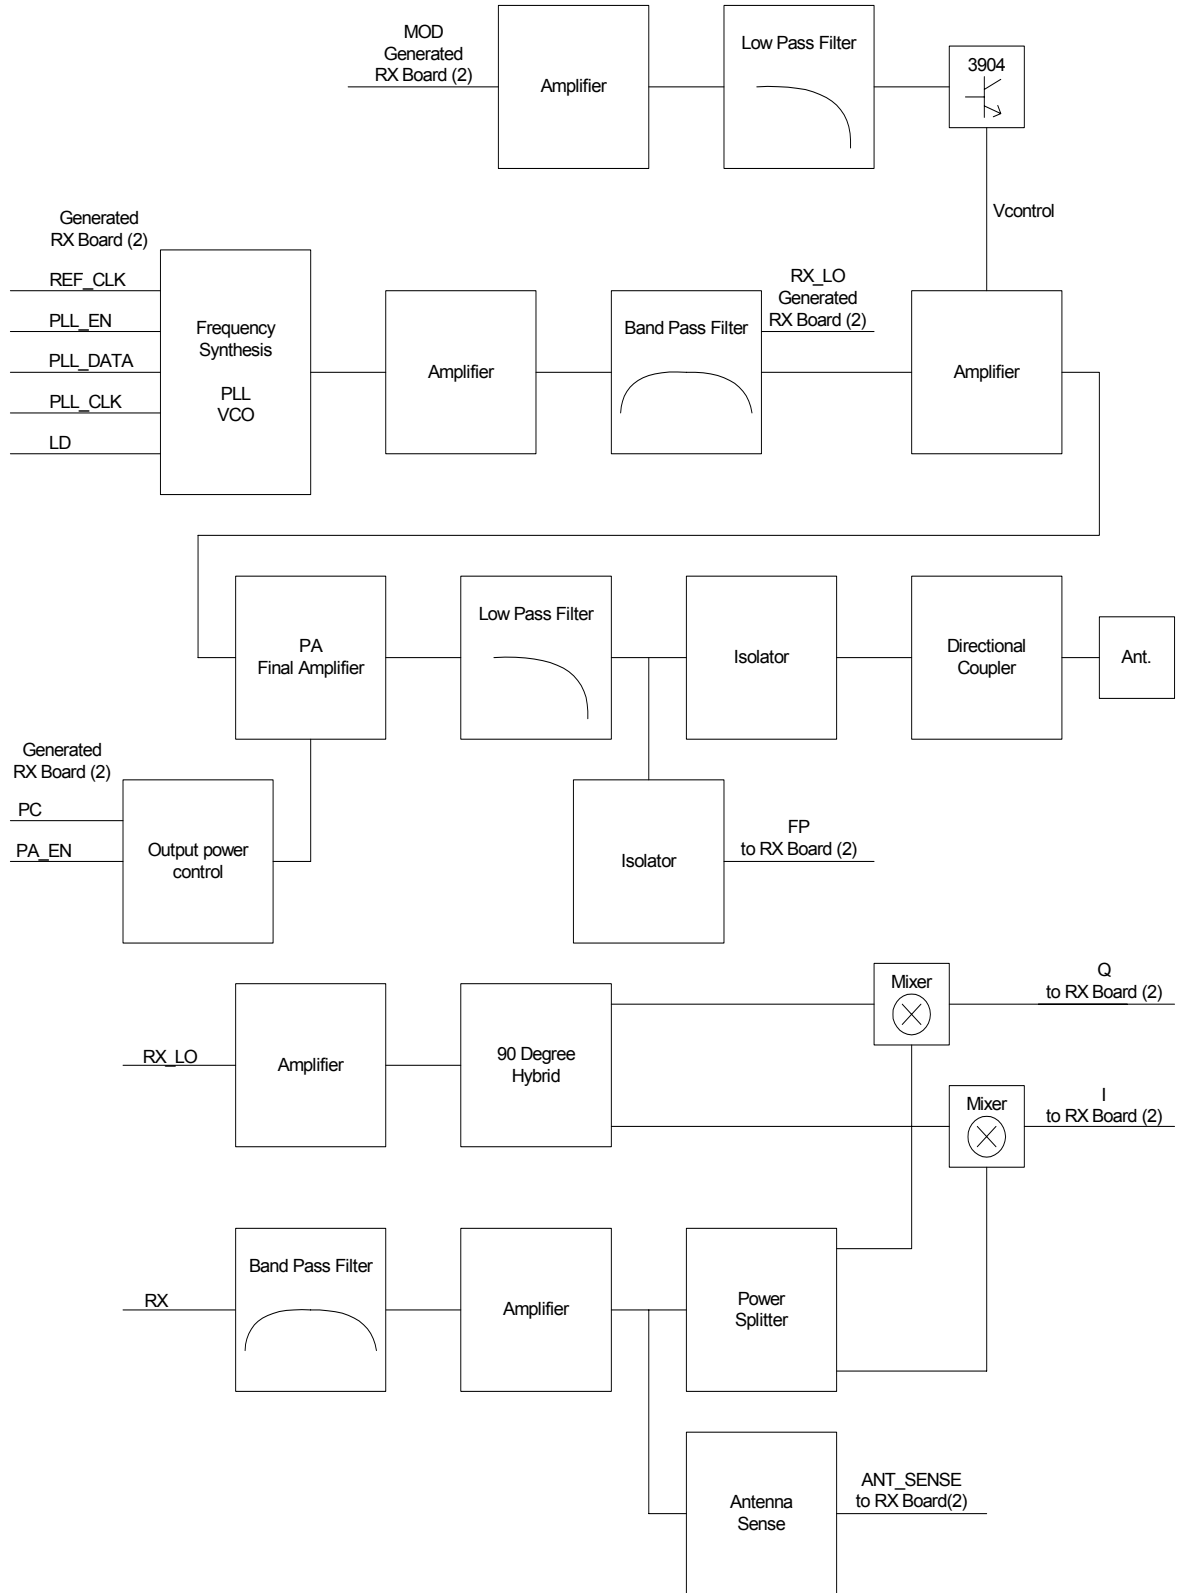 MOD
Generated
RX Board (2)
Amplifier
Low Pass Filter
3904
Vcontrol
Generated
RX Board (2)
REF_CLK
PLL_EN
PLL_DATA
PLL_CLK
LD
Frequency
Synthesis
PLL
VCO
Amplifier
Band Pass Filter
RX_LO
Generated
RX Board (2)
Amplifier
PA
Final Amplifier
Low Pass Filter
Isolator
Directional
Coupler
Ant.
Generated
RX Board (2)
PC
PA_EN
Output power
control
Isolator
FP
to RX Board (2)
RX_LO
Amplifier
90 Degree
Hybrid
Mixer
Q
to RX Board (2)
Mixer
I
to RX Board (2)
RX
Band Pass Filter
Amplifier
Power
Splitter
Antenna
Sense
ANT_SENSE
to RX Board(2)